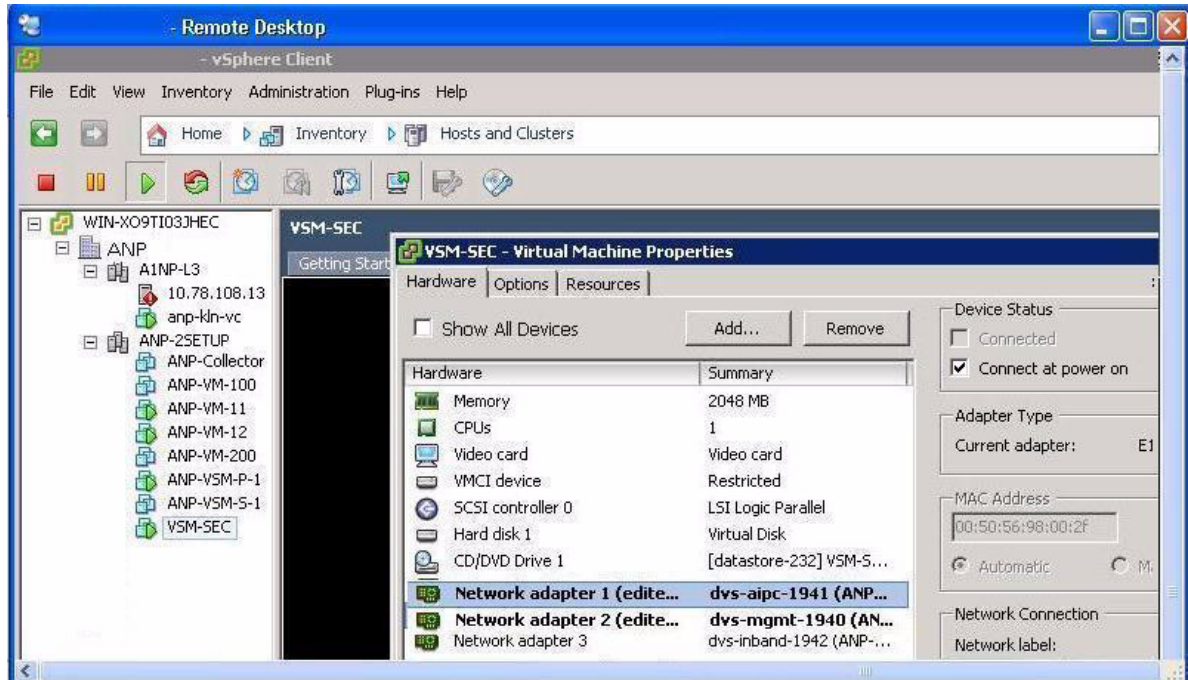 - Remote Desktop
- vSphere Client
File Edit View Inventory Administration Plug-ins Help
Home Inventory Hosts and Clusters
WIN-XO9TI03JHEC
ANP
A1NP-L3
10.78.108.13
anp-kln-vc
ANP-2SETUP
ANP-Collector
ANP-VM-100
ANP-VM-11
ANP-VM-12
ANP-VM-200
ANP-VSM-P-1
ANP-VSM-S-1
VSM-SEC
VSM-SEC
Getting Start
VSM-SEC - Virtual Machine Properties
Hardware Options Resources
Show All Devices Add... Remove
Hardware Summary
Memory 2048 MB
CPUs 1
Video card Video card
VMCI device Restricted
SCSI controller 0 LSI Logic Parallel
Hard disk 1 Virtual Disk
CD/DVD Drive 1 [datastore-232] VSM-S...
Network adapter 1 (edite... dvs-aipc-1941 (ANP...
Network adapter 2 (edite... dvs-mgmt-1940 (AN...
Network adapter 3 dvs-inband-1942 (ANP-...
Device Status
Connected
Connect at power on
Adapter Type
Current adapter: E1
MAC Address
00:50:56:98:00:2f
Automatic M
Network Connection
Network label: